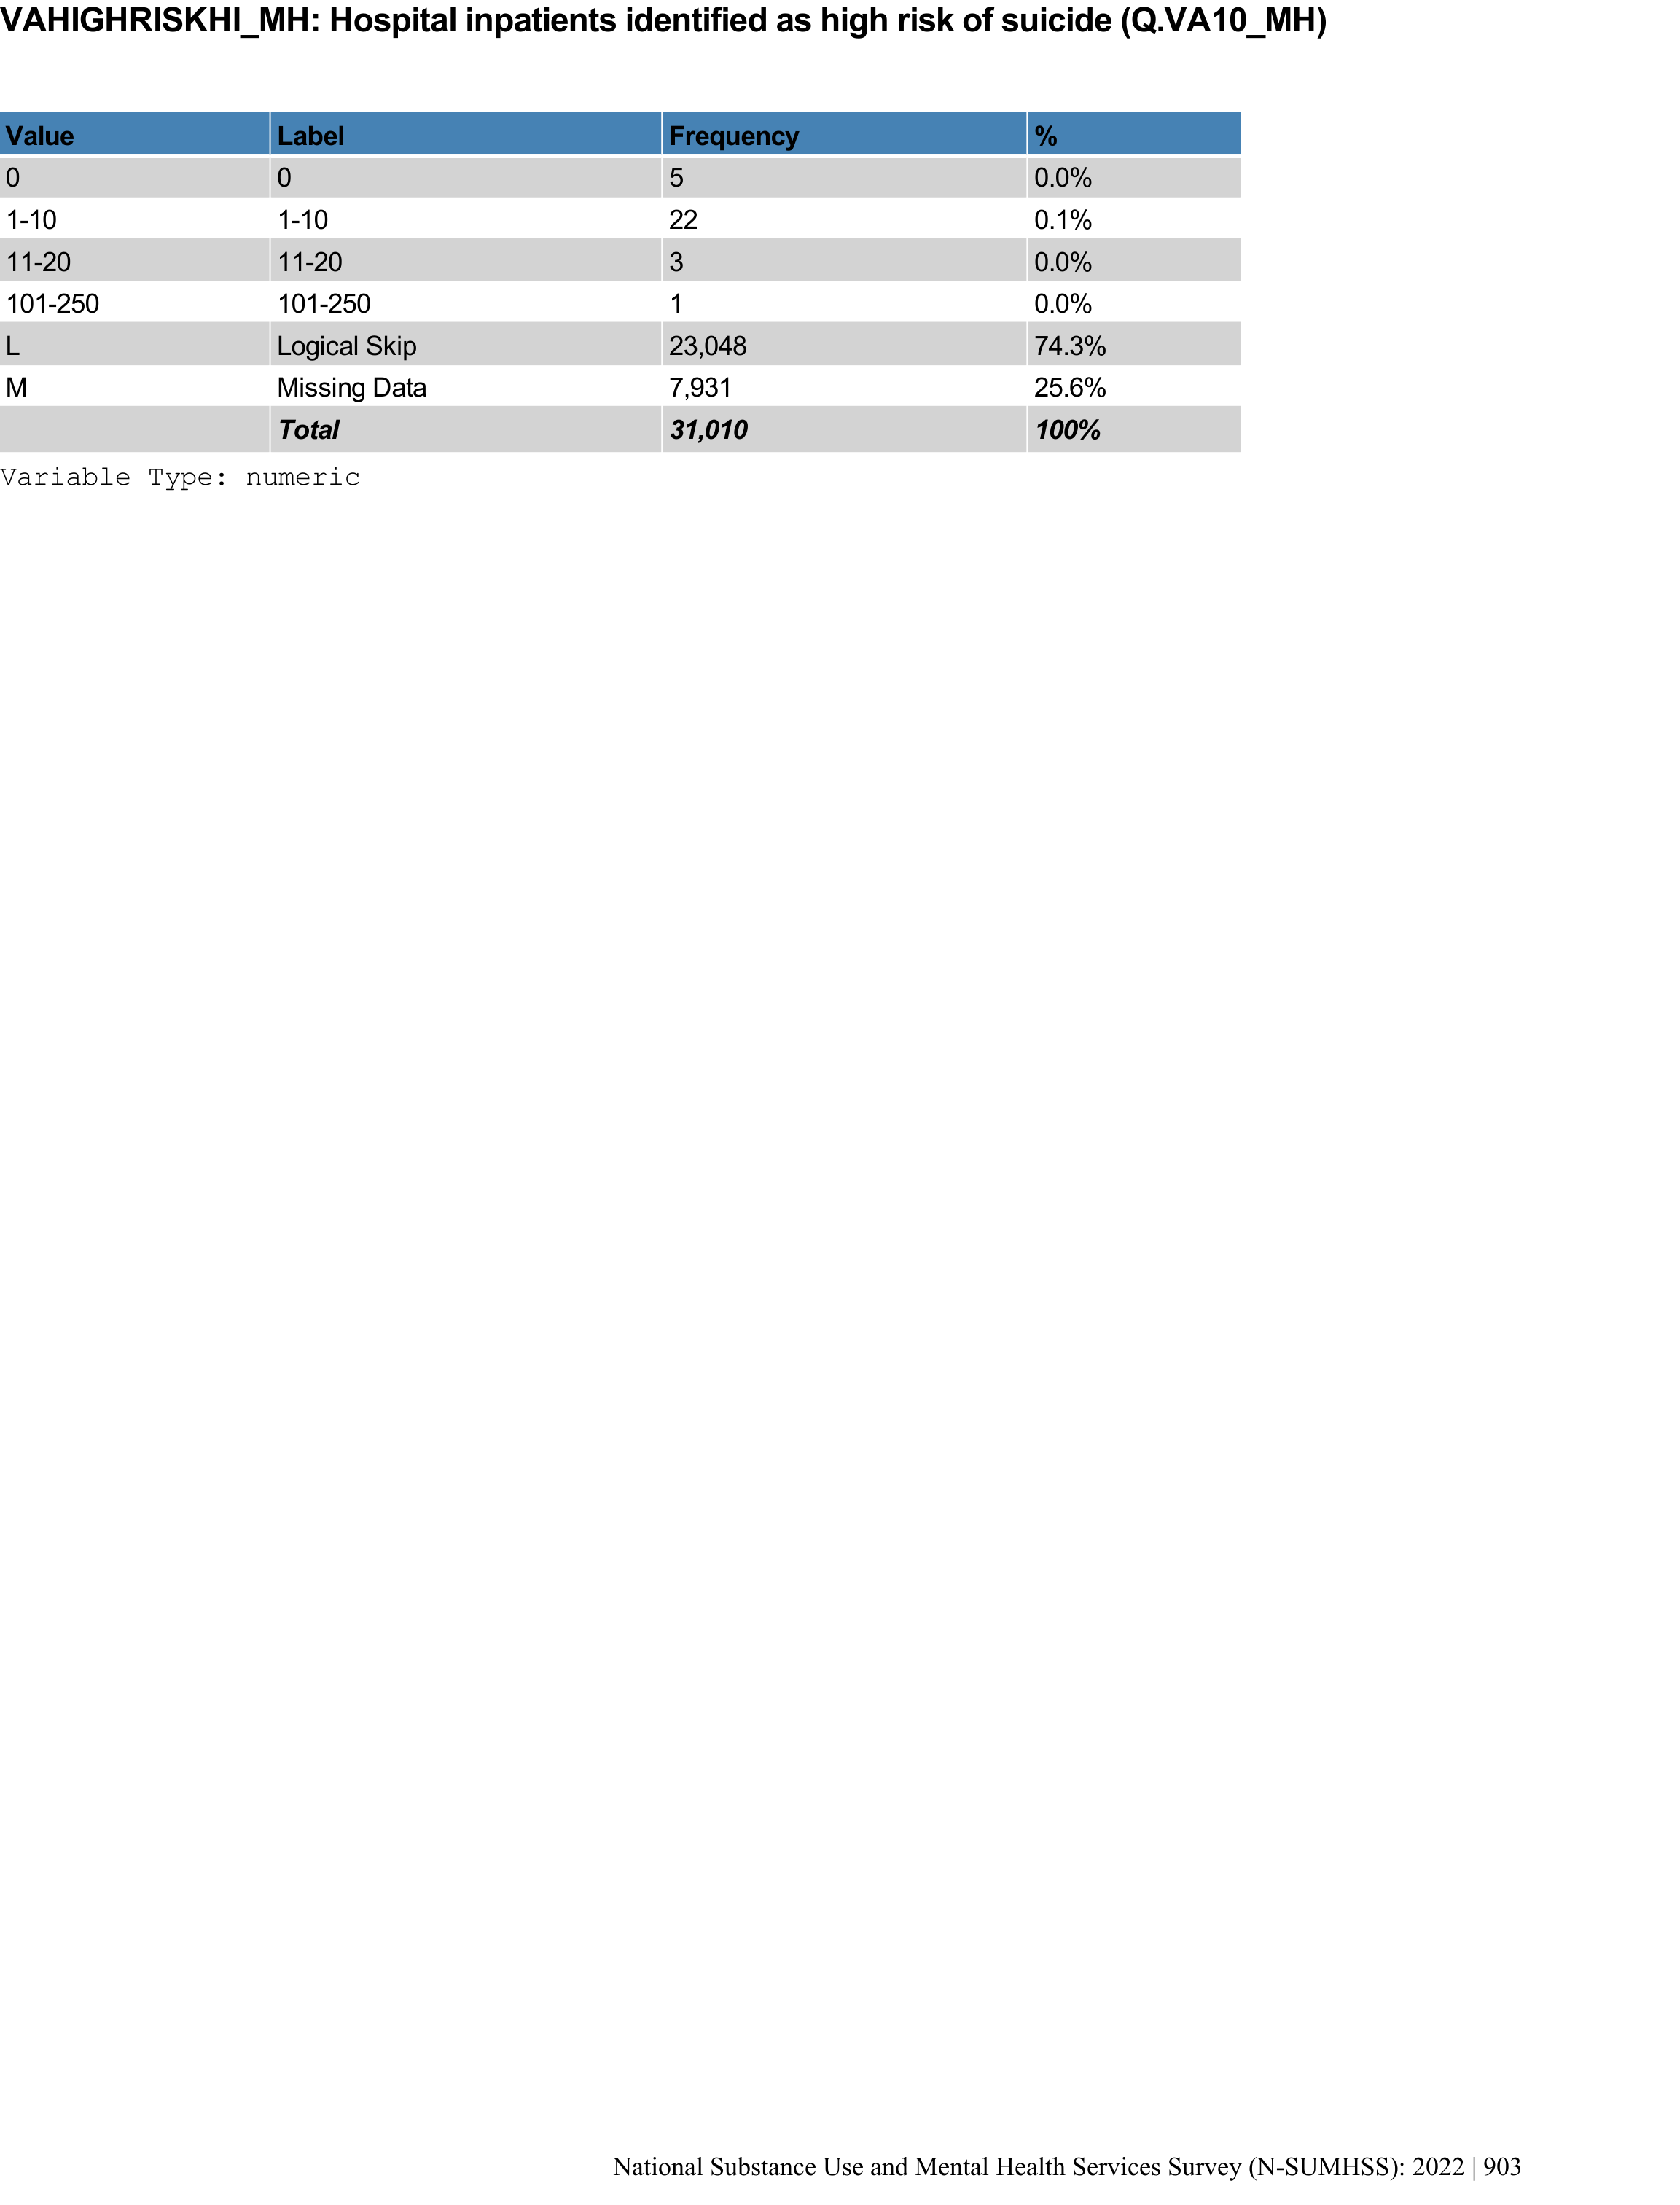 VAHIGHRISKHI_MH: Hospital inpatients identified as high risk of suicide (Q.VA10_MH)
Value Label Frequency %
0 0 5 0.0%
1-10 1-10 22 0.1%
11-20 11-20 3 0.0%
101-250 101-250 1 0.0%
L Logical Skip 23,048 74.3%
M Missing Data 7,931 25.6%
Total 31,010 100%
Variable Type: numeric
National Substance Use and Mental Health Services Survey (N-SUMHSS): 2022 | 903